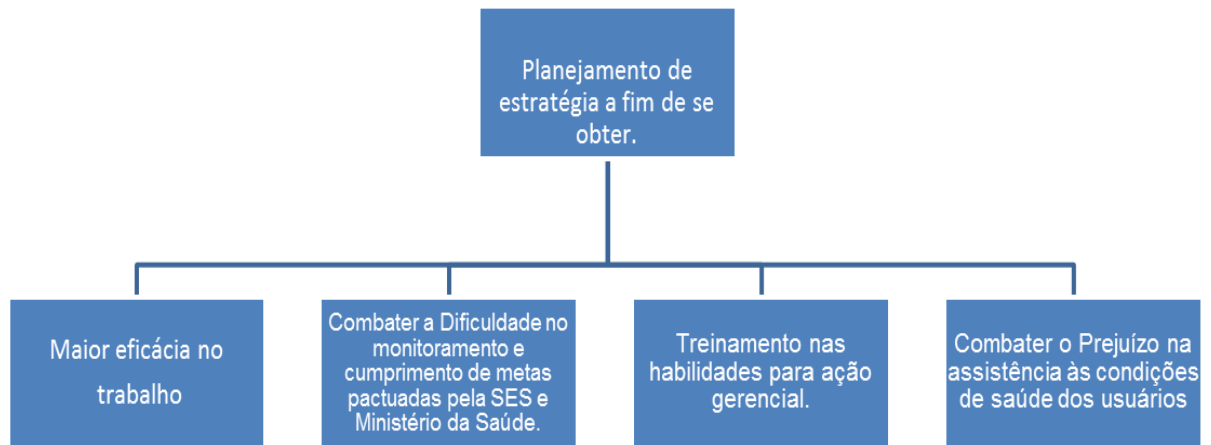 Planejamento de
estratégia a fim de se
obter.
Maior eficácia no
trabalho
Combater a Dificuldade no
monitoramento e
cumprimento de metas
pactuadas pela SES e
Ministério da Saúde.
Treinamento nas
habilidades para ação
gerencial.
Combater o Prejuízo na
assistência às condições
de saúde dos usuários